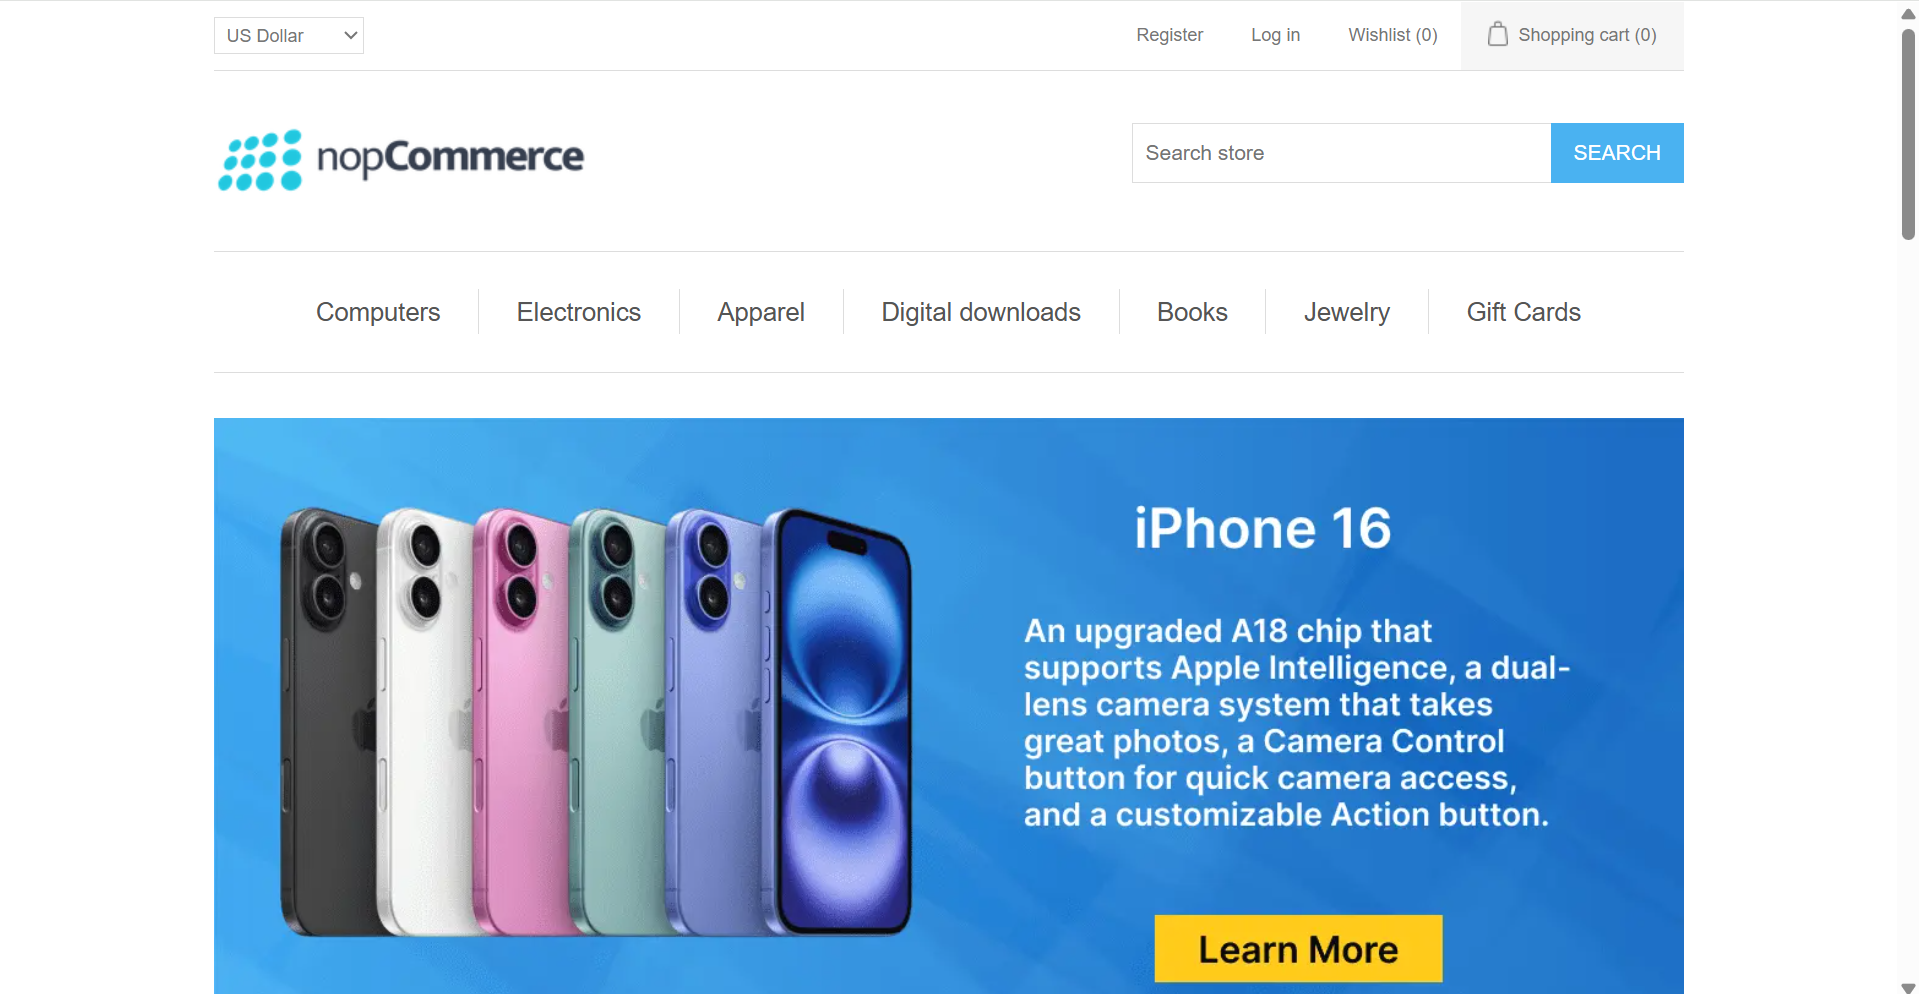 US Dollar
Register
Log in
Wishlist (0)
Shopping cart (0)
nopCommerce
Search store
SEARCH
Computers
Electronics
Apparel
Digital downloads
Books
Jewelry
Gift Cards
iPhone 16
An upgraded A18 chip that
supports Apple Intelligence, a dual-
lens camera system that takes
great photos, a Camera Control
button for quick camera access,
and a customizable Action button.
Learn More